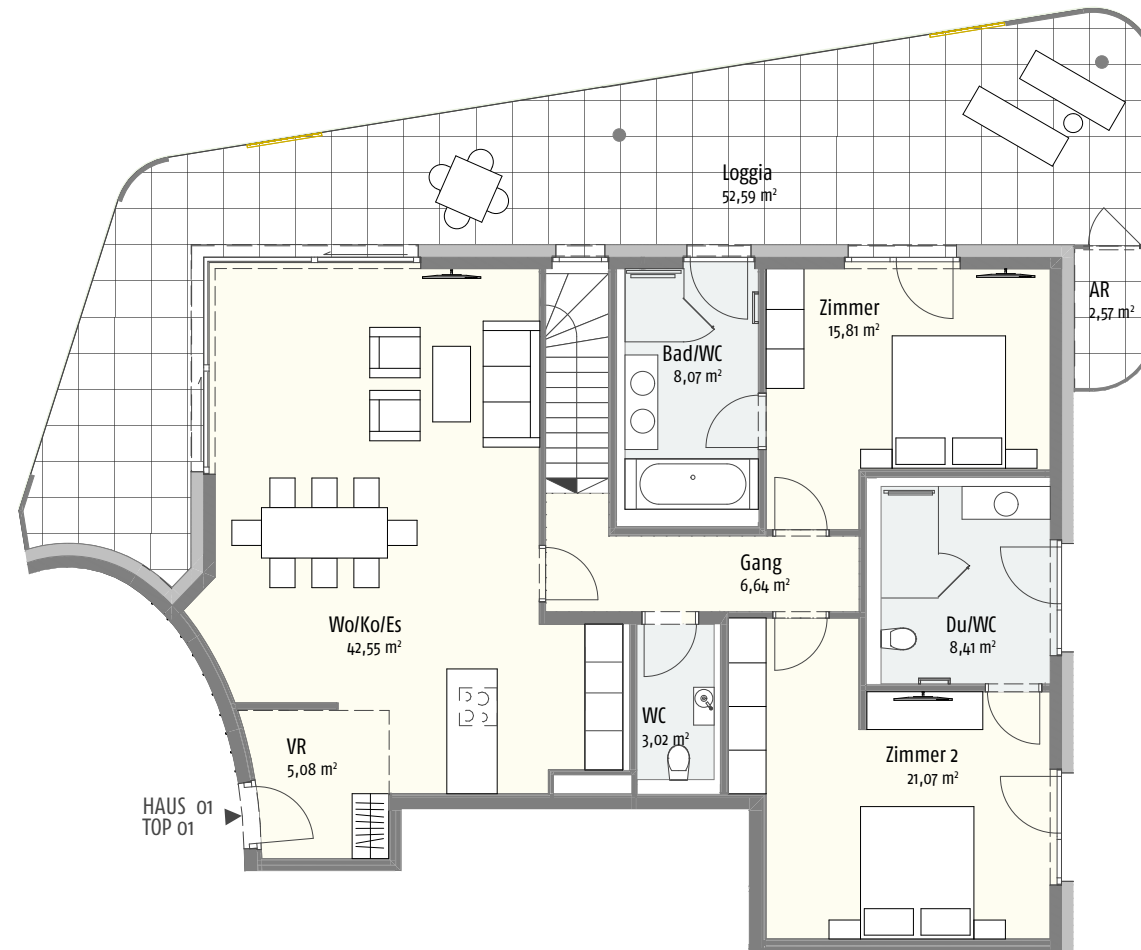 Loggia
52,59 m²
AR
2,57 m²
Zimmer
15,81 m²
Bad/WC
8,07 m²
Gang
6,64 m²
Wo/Ko/Es
42,55 m²
Du/WC
8,41 m²
WC
3,02 m²
VR
5,08 m²
Zimmer 2
21,07 m²
HAUS 01
TOP 01